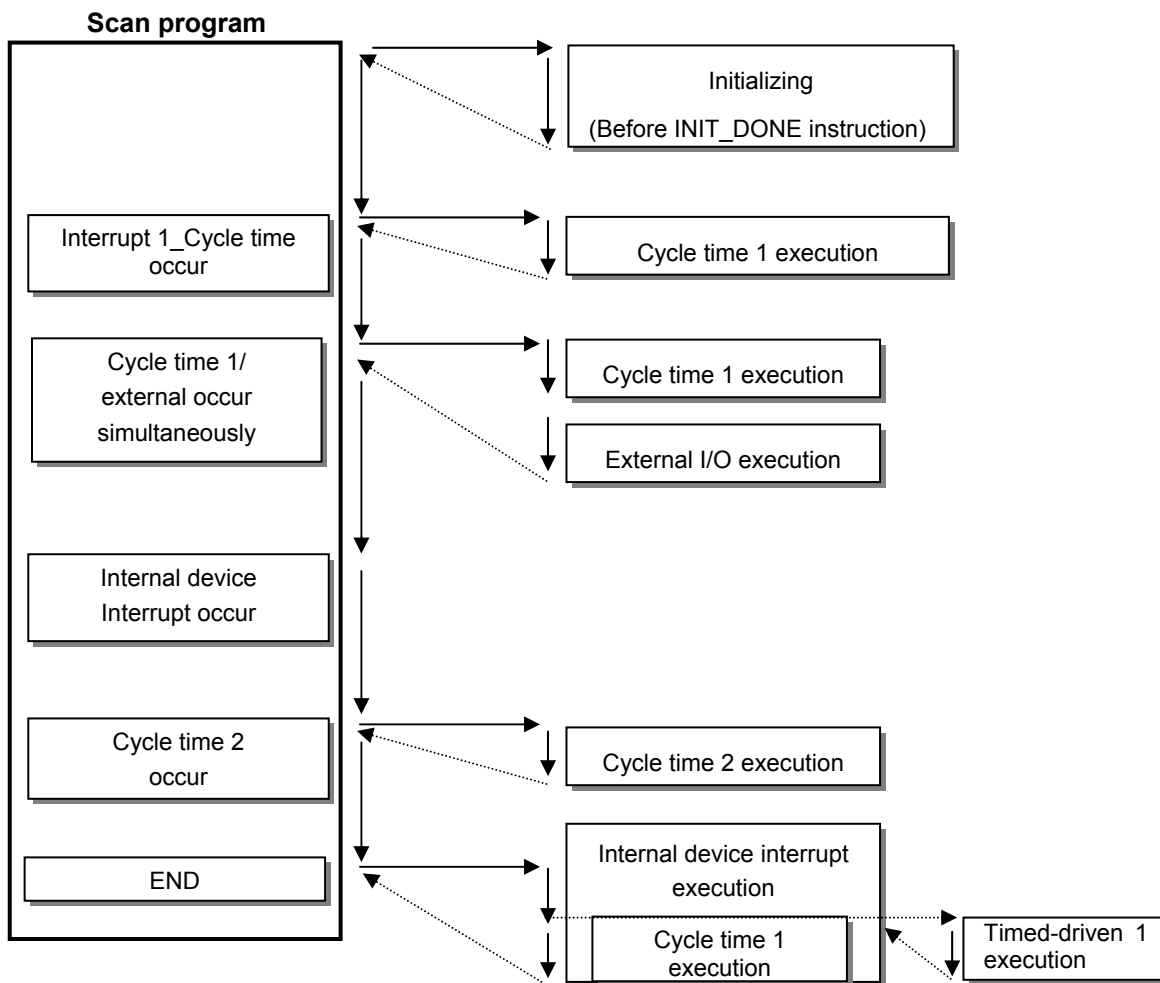 Scan program
Initializing
(Before INIT_DONE instruction)
Interrupt 1_Cycle time
occur
Cycle time 1 execution
Cycle time 1/
external occur
simultaneously
Cycle time 1 execution
External I/O execution
Internal device
Interrupt occur
Cycle time 2
occur
Cycle time 2 execution
END
Internal device interrupt
execution
Cycle time 1
execution
Timed-driven 1
execution